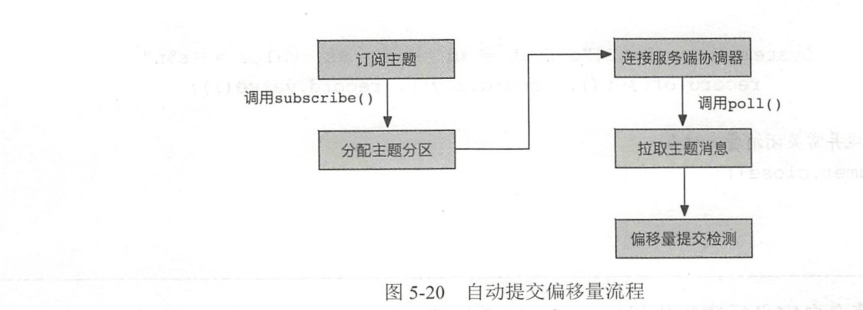 订阅主题
调用subscribe()
分配主题分区
连接服务端协调器
调用poll()
拉取主题消息
偏移量提交检测
图 5-20 自动提交偏移量流程